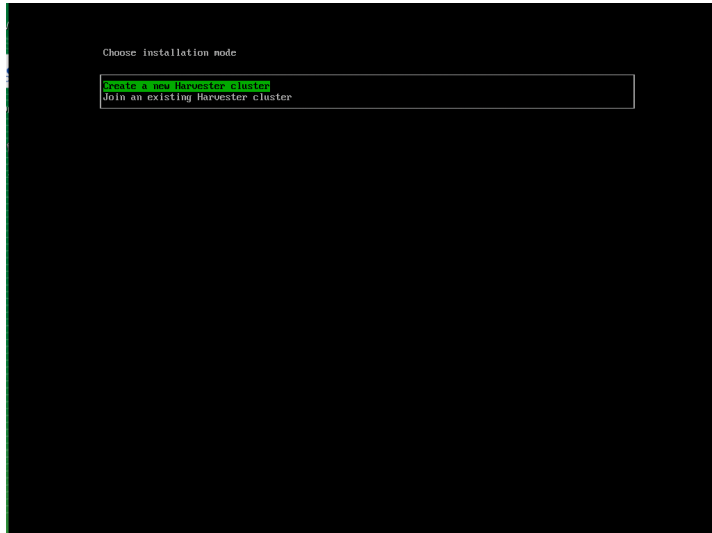 Choose installation mode
Create a new Harvester cluster
Join an existing Harvester cluster